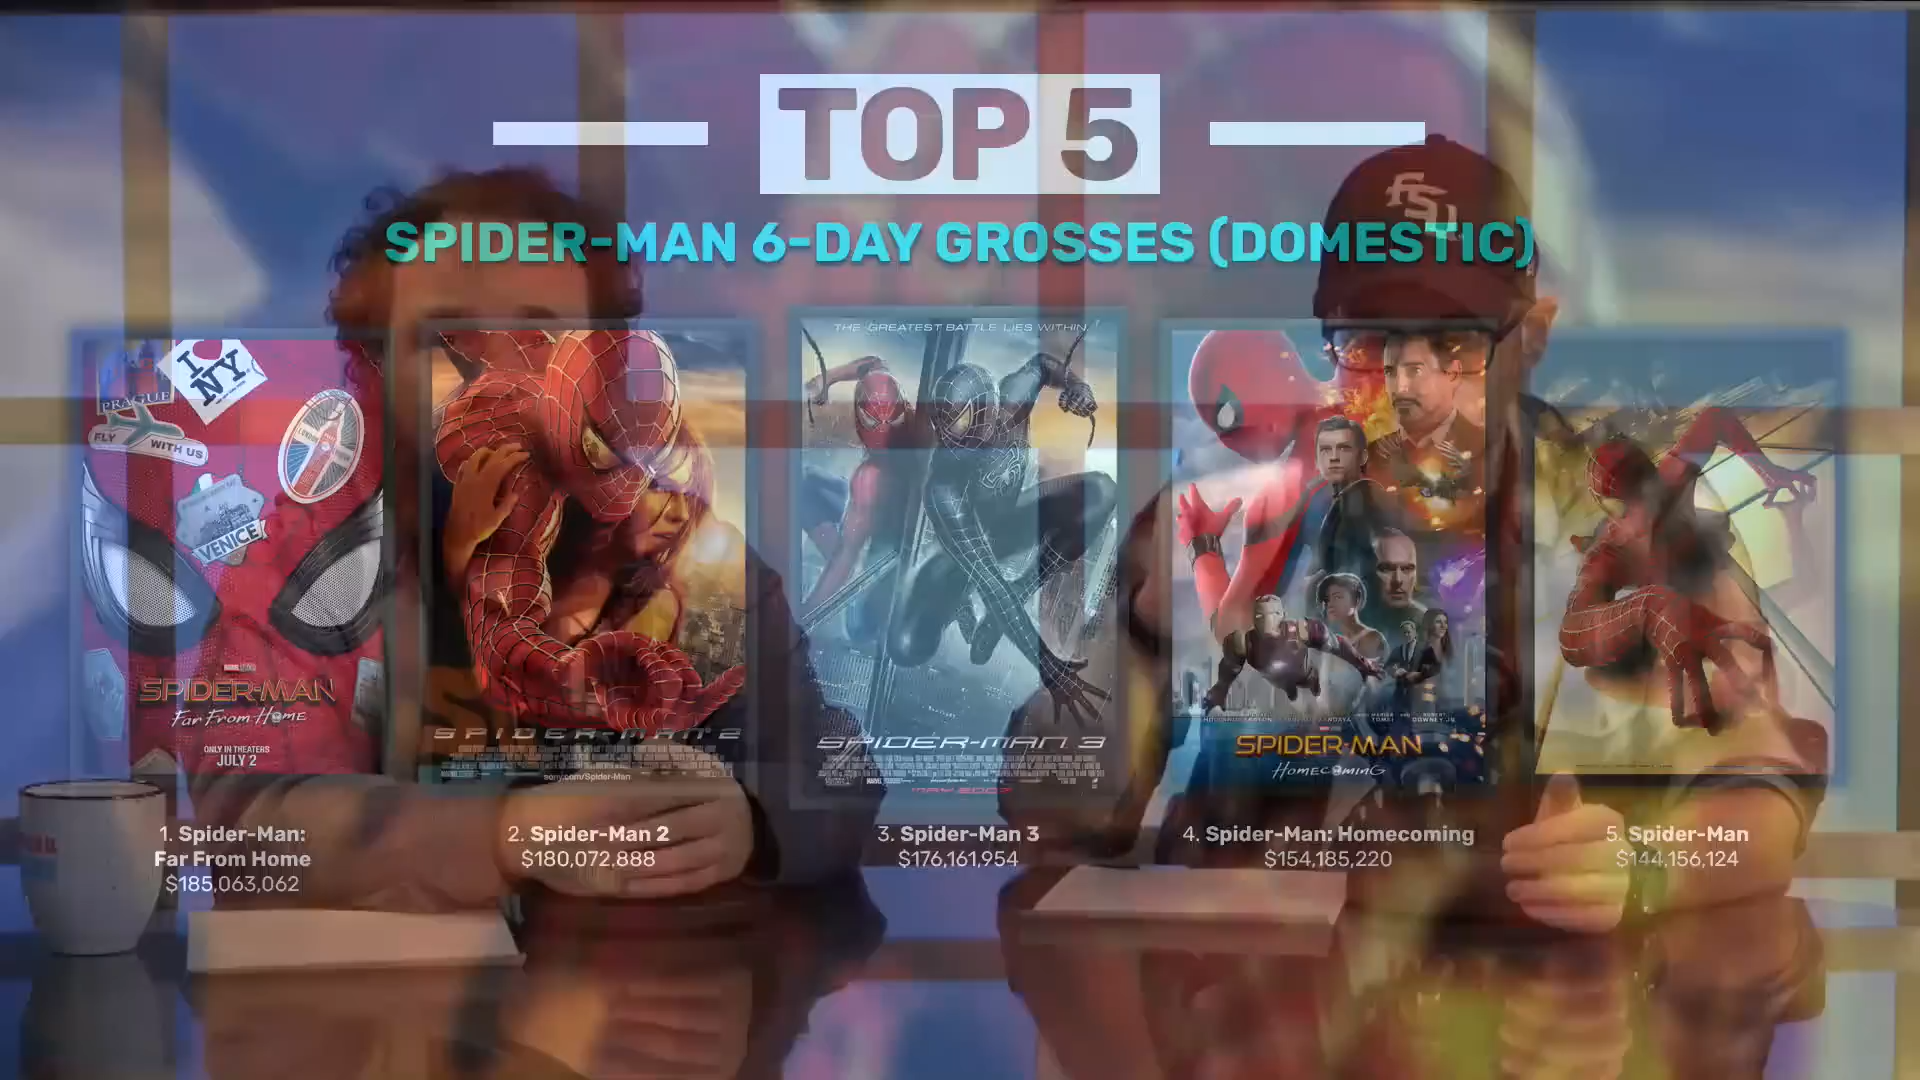 TOP 5
SPIDER-MAN 6-DAY GROSSES (DOMESTIC)
FSU
I
NY
PRAGUE
FLY WITH US
VENICE
SPIDER-MAN
Far From Home
ONLY IN THEATERS
JULY 2
SPIDER-MAN 2
sony.com/Spider-Man
THE GREATEST BATTLE LIES WITHIN.
SPIDER-MAN 3
MAY 2007
SPIDER-MAN
HOMECOMING
1. Spider-Man:
Far From Home
$185,063,062
2. Spider-Man 2
$180,072,888
3. Spider-Man 3
$176,161,954
4. Spider-Man: Homecoming
$154,185,220
5. Spider-Man
$144,156,124